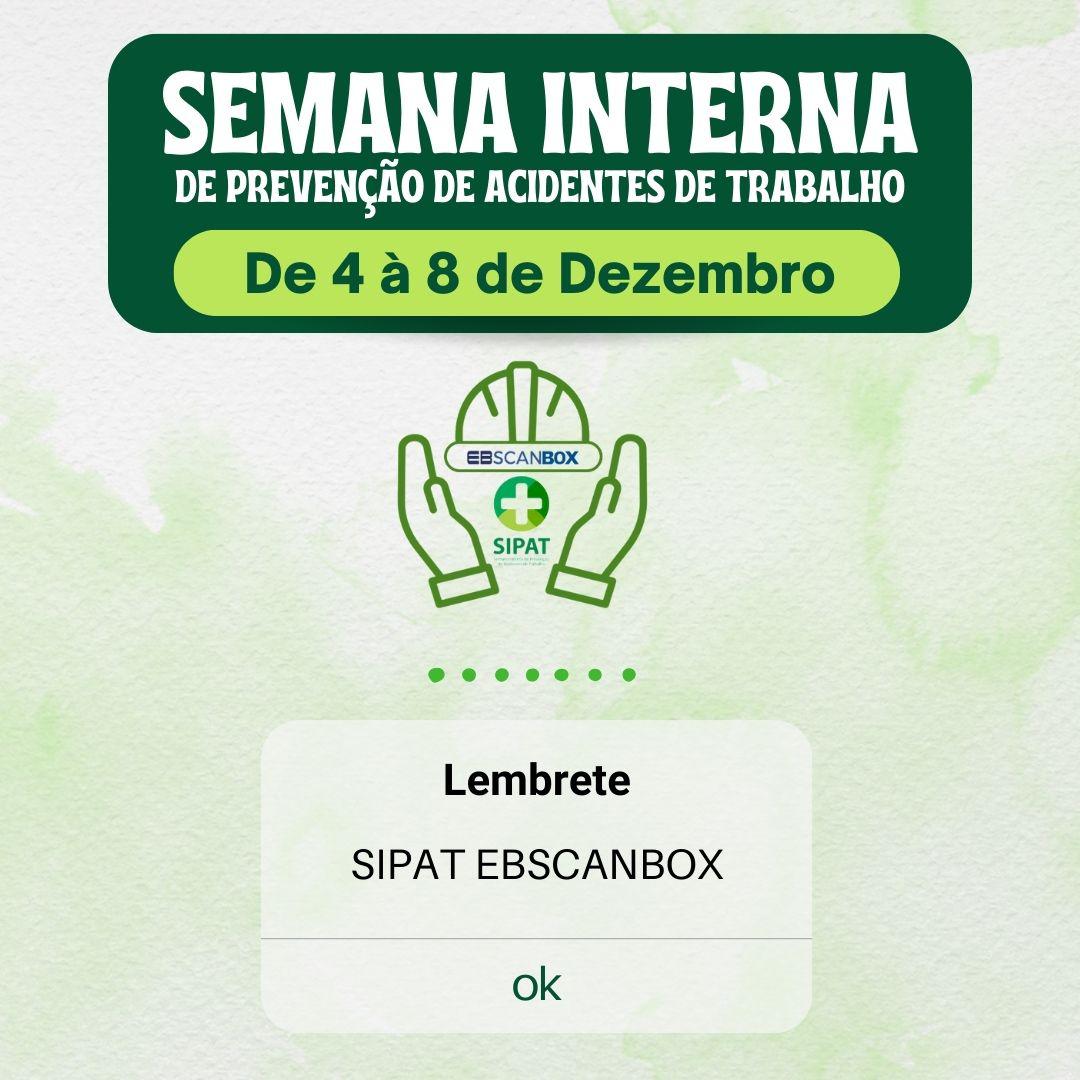 SEMANA INTERNA
DE PREVENÇÃO DE ACIDENTES DE TRABALHO
De 4 à 8 de Dezembro
EBSCANBOX
SIPAT
Lembrete
SIPAT EBSCANBOX
ok